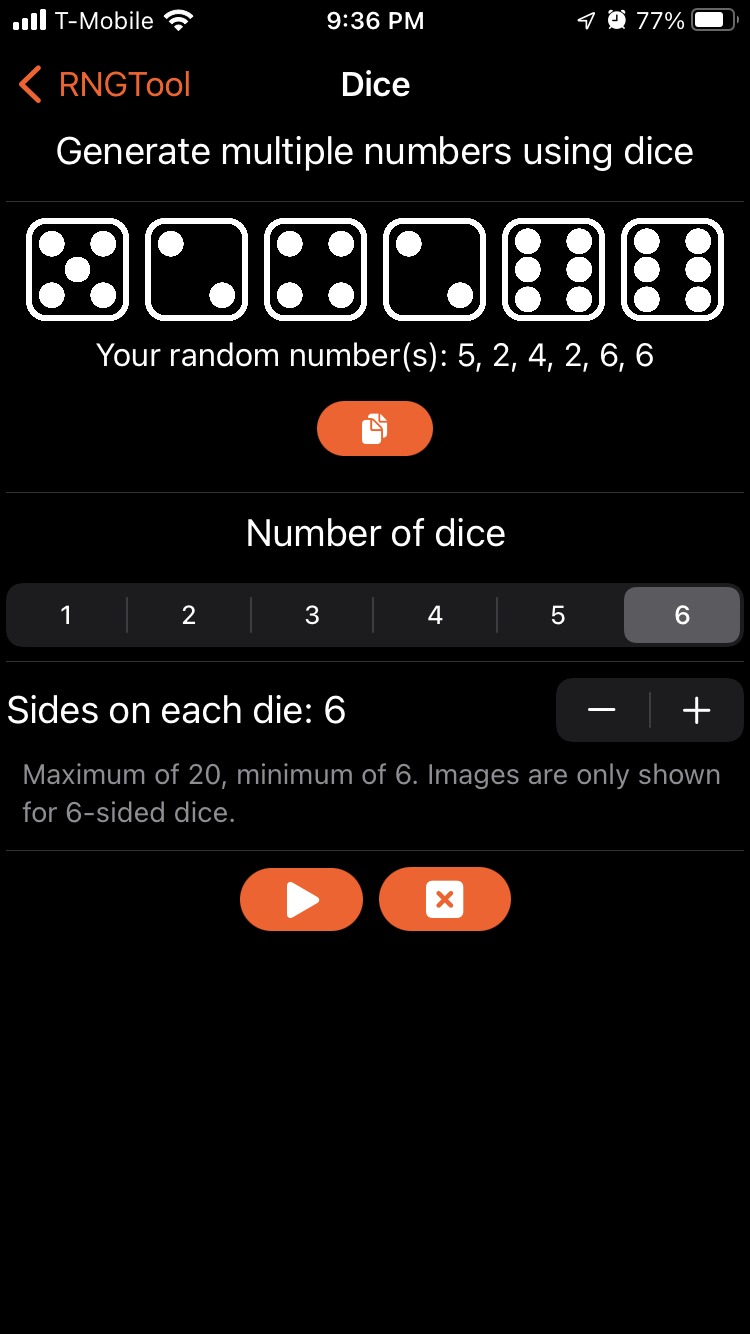 T-Mobile 9:36 PM 77%
RNGTool Dice
Generate multiple numbers using dice
Your random number(s): 5, 2, 4, 2, 6, 6
Number of dice
1 2 3 4 5 6
Sides on each die: 6
Maximum of 20, minimum of 6. Images are only shown
for 6-sided dice.